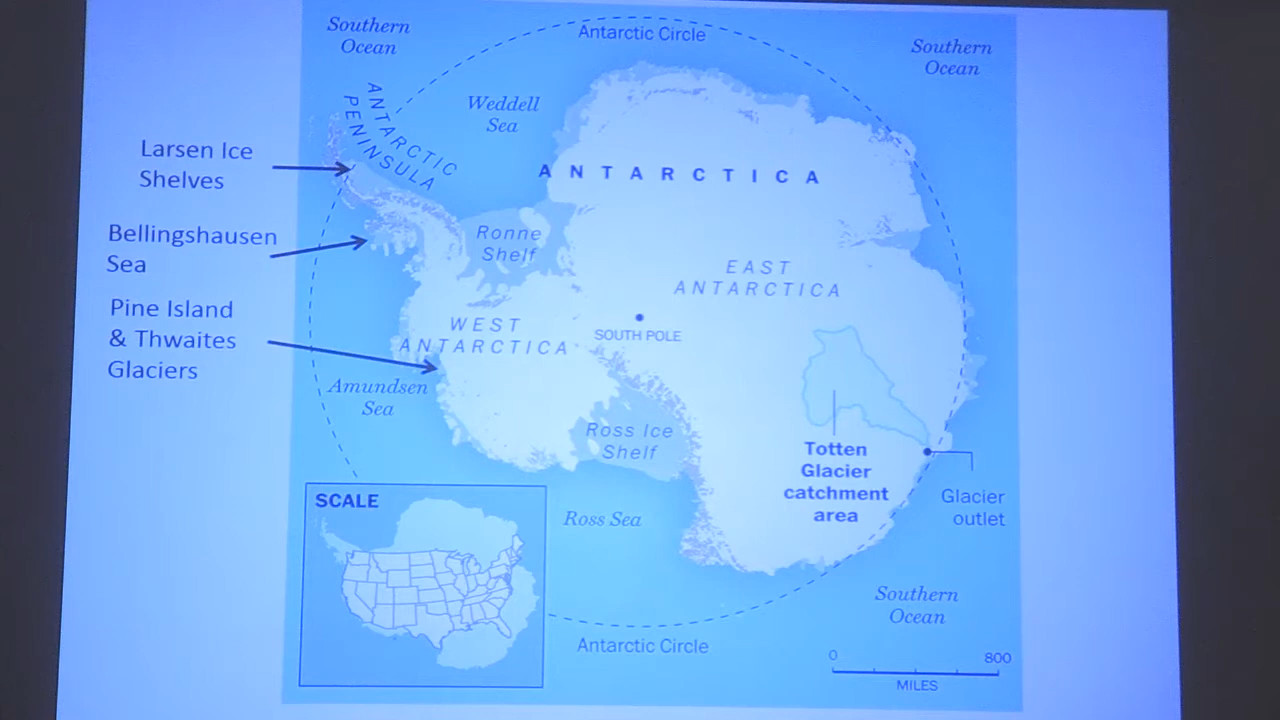 Southern
Ocean
Antarctic Circle
Southern
Ocean
ANTARCTIC
PENINSULA
Weddell
Sea
Larsen Ice
Shelves
ANTARCTICA
Bellingshausen
Sea
Ronne
Shelf
EAST
ANTARCTICA
Pine Island
& Thwaites
Glaciers
WEST
ANTARCTICA
SOUTH POLE
Amundsen
Sea
Ross Ice
Shelf
Totten
Glacier
catchment
area
Glacier
outlet
SCALE
Ross Sea
Southern
Ocean
Antarctic Circle
0 800
MILES